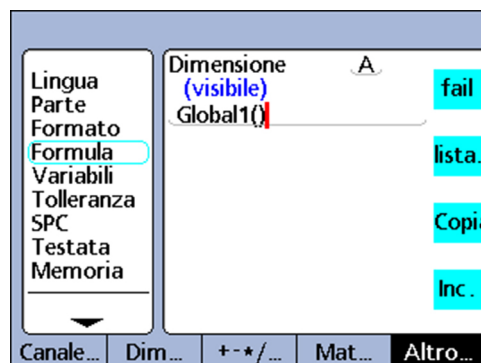 Lingua
Parte
Formato
Formula
Variabili
Tolleranza
SPC
Testata
Memoria
Dimensione A
(visibile)
Global1()
fail
lista.
Copi
Inc.
Canale... Dim... +-*/... Mat... Altro...